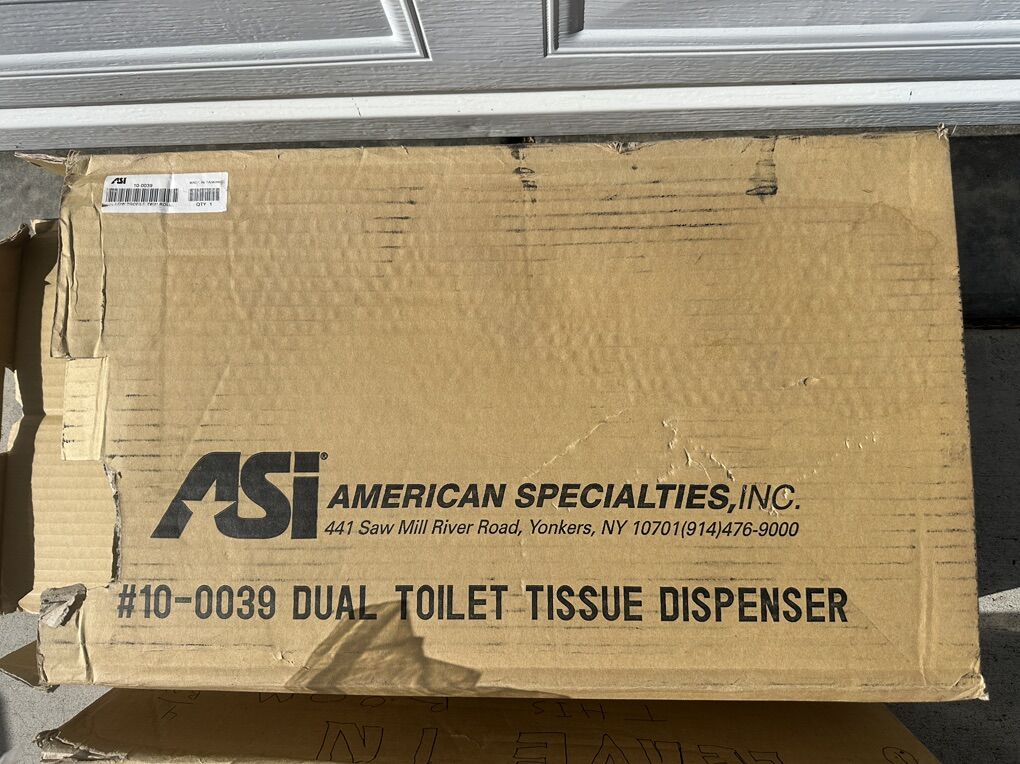 ASI
10-0039
QTY 1
ASI® AMERICAN SPECIALTIES, INC.
441 Saw Mill River Road, Yonkers, NY 10701(914)476-9000
#10-0039 DUAL TOILET TISSUE DISPENSER
THIS